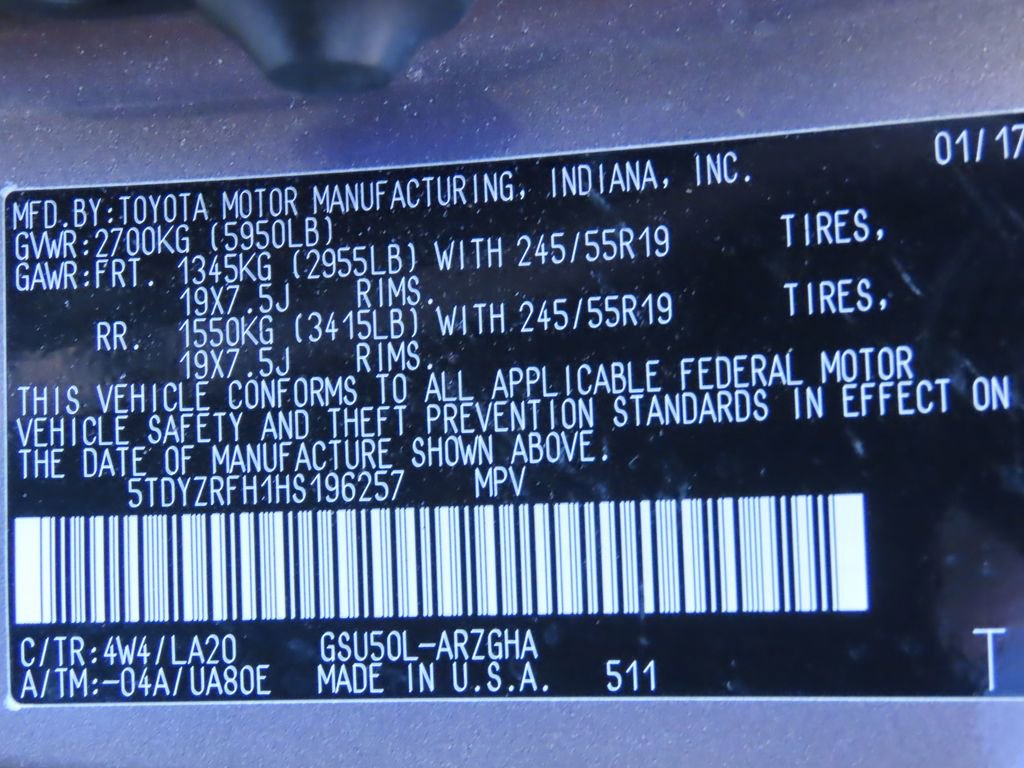 01/17
MFD.BY:TOYOTA MOTOR MANUFACTURING, INDIANA, INC.
GVWR:2700KG (5950LB)
GAWR:FRT. 1345KG (2955LB) WITH 245/55R19 TIRES,
19X7.5J RIMS.
RR. 1550KG (3415LB) WITH 245/55R19 TIRES,
19X7.5J RIMS.
THIS VEHICLE CONFORMS TO ALL APPLICABLE FEDERAL MOTOR
VEHICLE SAFETY AND THEFT PREVENTION STANDARDS IN EFFECT ON
THE DATE OF MANUFACTURE SHOWN ABOVE.
5TDYZRFH1HS196257 MPV
C/TR:4W4/LA20 GSU50L-ARZGHA
A/TM:-04A/UA80E MADE IN U.S.A. 511
T